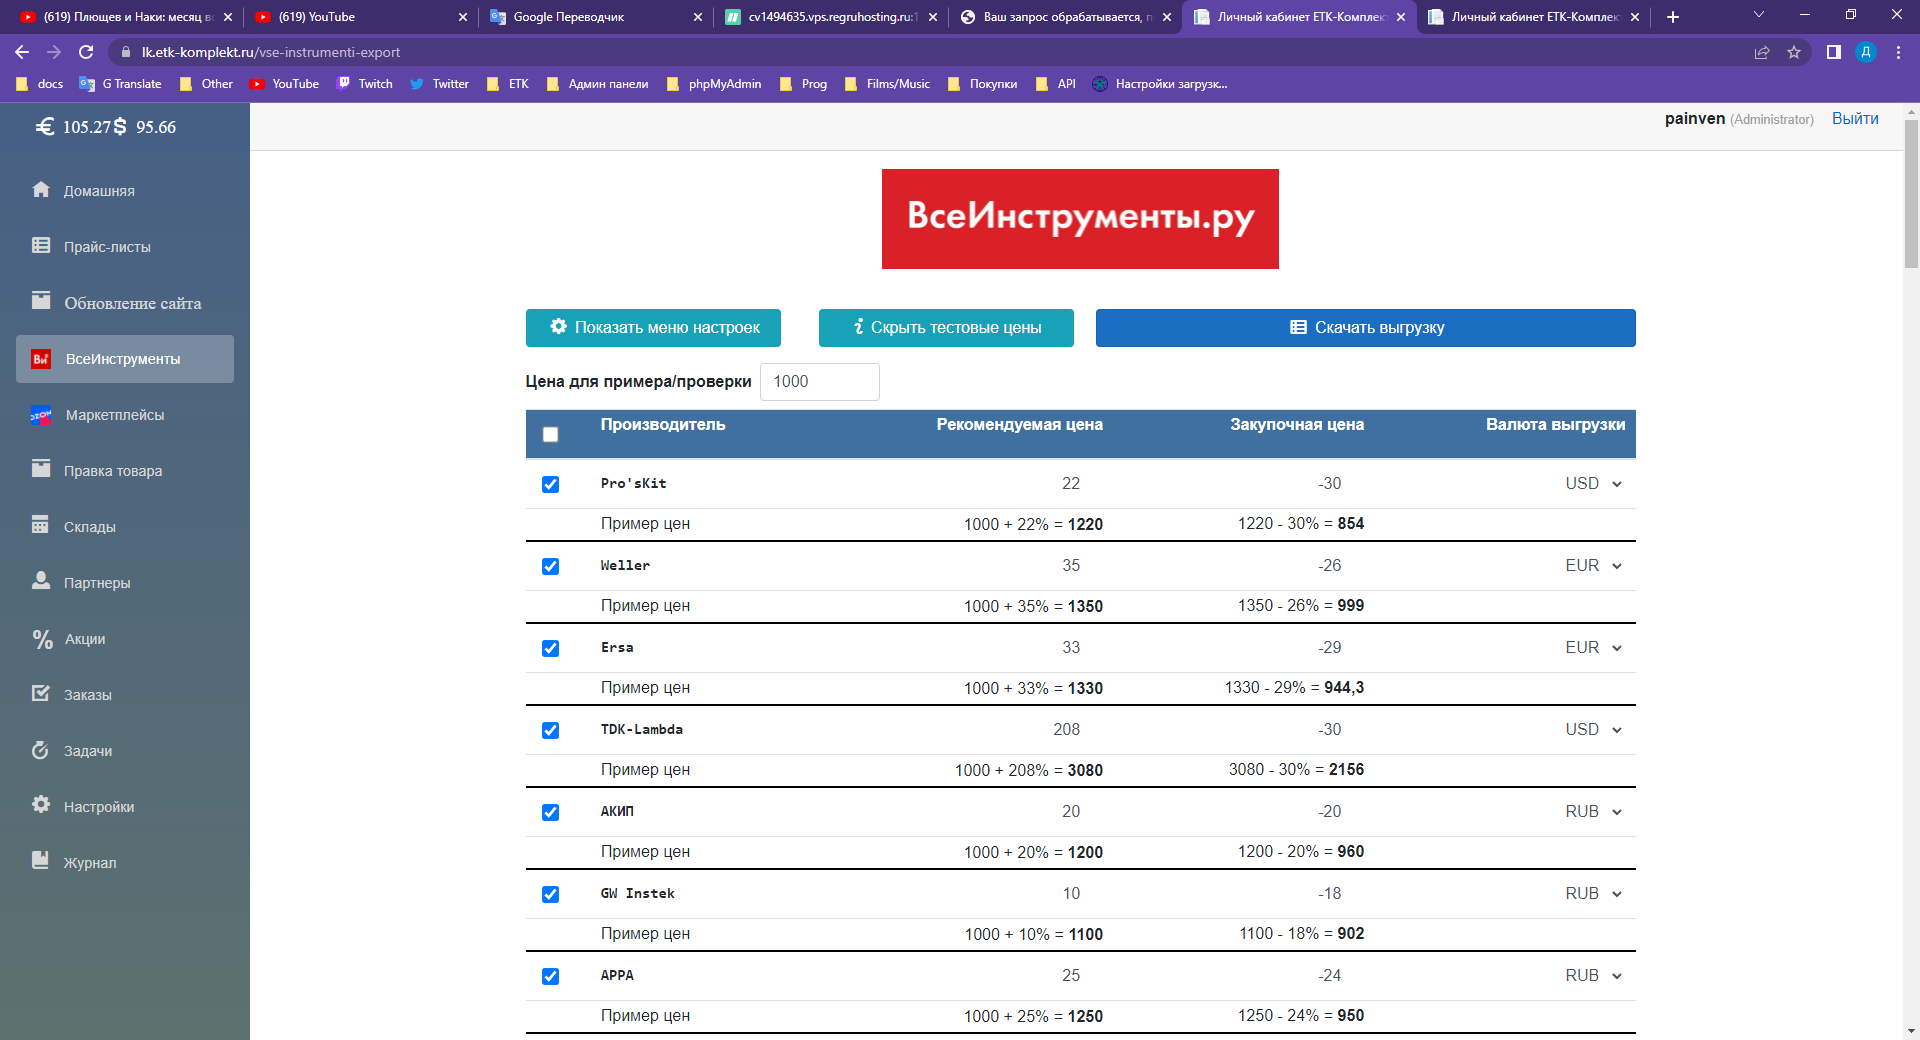 (619) Плющев и Наки: месяц вс
(619) YouTube
Google Переводчик
cv1494635.vps.regruhosting.ru:1
Ваш запрос обрабатывается, п
Личный кабинет ЕТК-Комплект
Личный кабинет ЕТК-Комплект
lk.etk-komplekt.ru/vse-instrumenti-export
Д
docs
G Translate
Other
YouTube
Twitch
Twitter
ETK
Админ панели
phpMyAdmin
Prog
Films/Music
Покупки
API
Настройки загрузк...
€ 105.27 $ 95.66
painven (Administrator) Выйти
Домашняя
Прайс-листы
Обновление сайта
Ви
ВсеИнструменты
OZON
Маркетплейсы
Правка товара
Склады
Партнеры
% Акции
Заказы
Задачи
Настройки
Журнал
ВсеИнструменты.ру
Показать меню настроек
Скрыть тестовые цены
Скачать выгрузку
Цена для примера/проверки 1000
Производитель Рекомендуемая цена Закупочная цена Валюта выгрузки
Pro'sKit 22 -30 USD
Пример цен 1000 + 22% = 1220 1220 - 30% = 854
Weller 35 -26 EUR
Пример цен 1000 + 35% = 1350 1350 - 26% = 999
Ersa 33 -29 EUR
Пример цен 1000 + 33% = 1330 1330 - 29% = 944,3
TDK-Lambda 208 -30 USD
Пример цен 1000 + 208% = 3080 3080 - 30% = 2156
АКИП 20 -20 RUB
Пример цен 1000 + 20% = 1200 1200 - 20% = 960
GW Instek 10 -18 RUB
Пример цен 1000 + 10% = 1100 1100 - 18% = 902
APPA 25 -24 RUB
Пример цен 1000 + 25% = 1250 1250 - 24% = 950